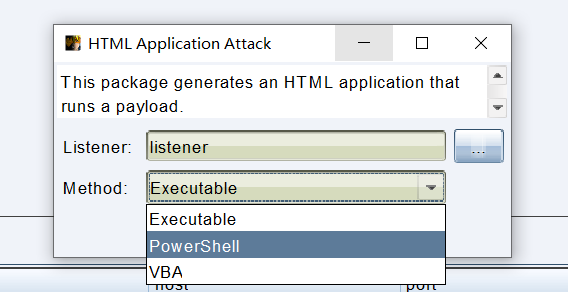 HTML Application Attack
This package generates an HTML application that
runs a payload.
Listener: listener ...
Method: Executable
Executable
PowerShell
VBA
host port